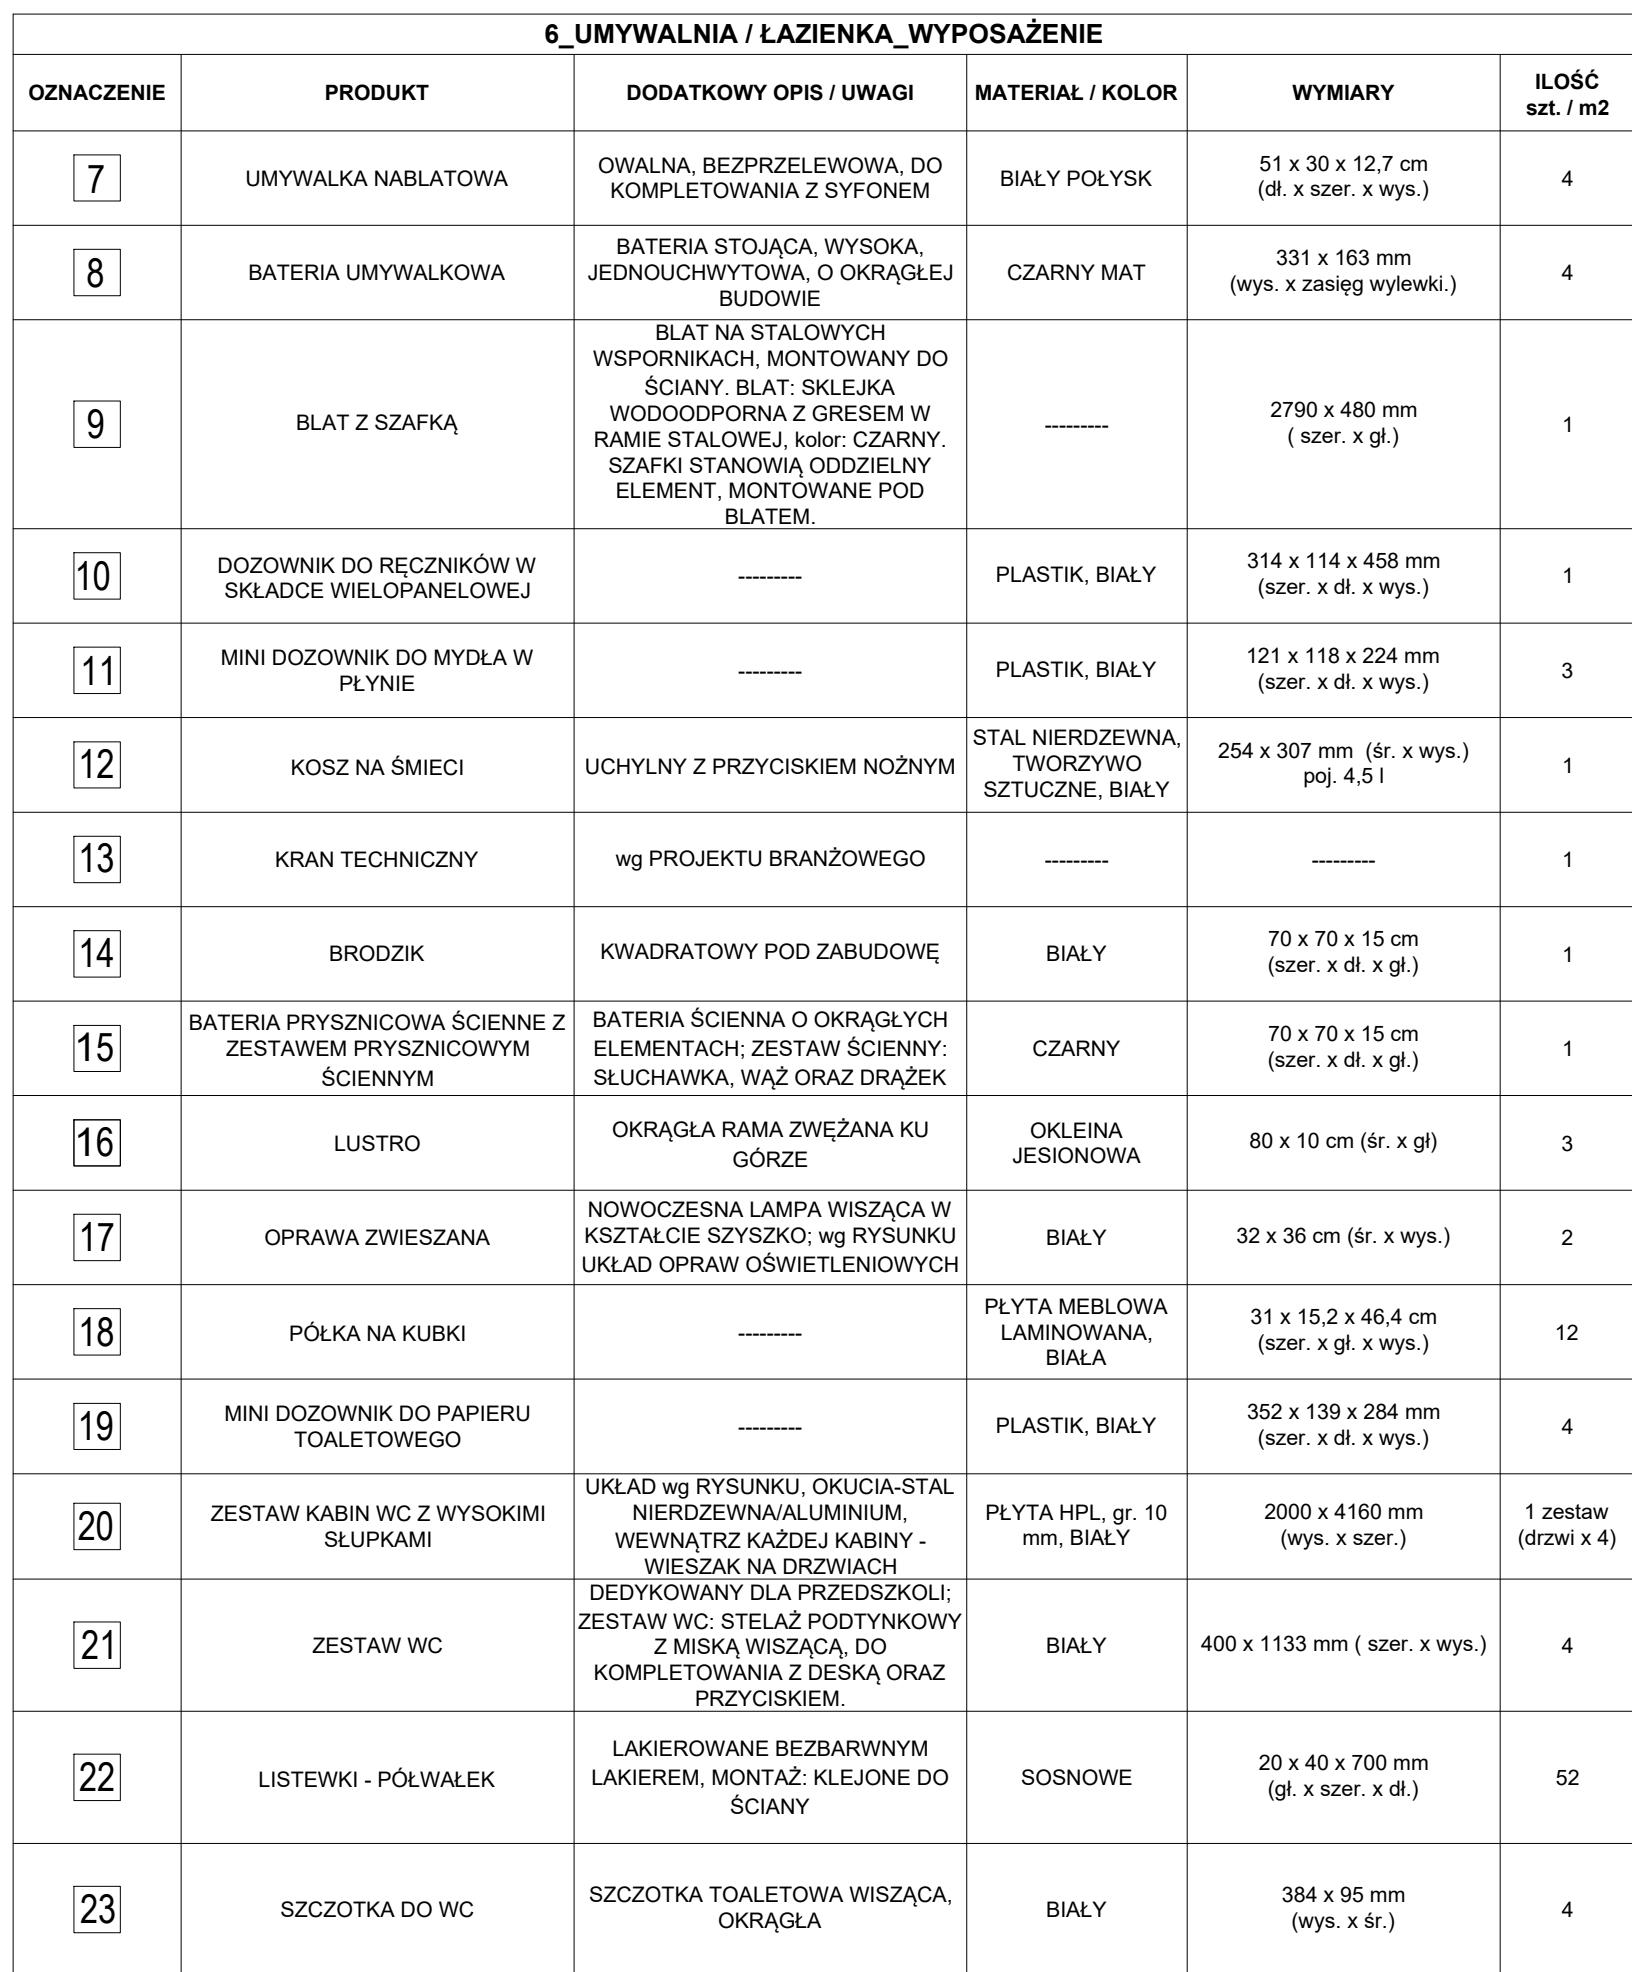 6_UMYWALNIA / ŁAZIENKA_WYPOSAŻENIE
OZNACZENIE
PRODUKT
DODATKOWY OPIS / UWAGI
MATERIAŁ / KOLOR
WYMIARY
ILOŚĆ
szt. / m2
7
UMYWALKA NABLATOWA
OWALNA, BEZPRZELEWOWA, DO
KOMPLETOWANIA Z SYFONEM
BIAŁY POŁYSK
51 x 30 x 12,7 cm
(dł. x szer. x wys.)
4
8
BATERIA UMYWALKOWA
BATERIA STOJĄCA, WYSOKA,
JEDNOUCHWYTOWA, O OKRĄGŁEJ
BUDOWIE
CZARNY MAT
331 x 163 mm
(wys. x zasięg wylewki.)
4
9
BLAT Z SZAFKĄ
BLAT NA STALOWYCH
WSPORNIKACH, MONTOWANY DO
ŚCIANY. BLAT: SKLEJKA
WODOODPORNA Z GRESEM W
RAMIE STALOWEJ, kolor: CZARNY.
SZAFKI STANOWIĄ ODDZIELNY
ELEMENT, MONTOWANE POD
BLATEM.
---------
2790 x 480 mm
( szer. x gł.)
1
10
DOZOWNIK DO RĘCZNIKÓW W
SKŁADCE WIELOPANELOWEJ
---------
PLASTIK, BIAŁY
314 x 114 x 458 mm
(szer. x dł. x wys.)
1
11
MINI DOZOWNIK DO MYDŁA W
PŁYNIE
---------
PLASTIK, BIAŁY
121 x 118 x 224 mm
(szer. x dł. x wys.)
3
12
KOSZ NA ŚMIECI
UCHYLNY Z PRZYCISKIEM NOŻNYM
STAL NIERDZEWNA,
TWORZYWO
SZTUCZNE, BIAŁY
254 x 307 mm  (śr. x wys.)
poj. 4,5 l
1
13
KRAN TECHNICZNY
wg PROJEKTU BRANŻOWEGO
---------
---------
1
14
BRODZIK
KWADRATOWY POD ZABUDOWĘ
BIAŁY
70 x 70 x 15 cm
(szer. x dł. x gł.)
1
15
BATERIA PRYSZNICOWA ŚCIENNE Z
ZESTAWEM PRYSZNICOWYM
ŚCIENNYM
BATERIA ŚCIENNA O OKRĄGŁYCH
ELEMENTACH; ZESTAW ŚCIENNY:
SŁUCHAWKA, WĄŻ ORAZ DRĄŻEK
CZARNY
70 x 70 x 15 cm
(szer. x dł. x gł.)
1
16
LUSTRO
OKRĄGŁA RAMA ZWĘŻANA KU
GÓRZE
OKLEINA
JESIONOWA
80 x 10 cm (śr. x gł)
3
17
OPRAWA ZWIESZANA
NOWOCZESNA LAMPA WISZĄCA W
KSZTAŁCIE SZYSZKO; wg RYSUNKU
UKŁAD OPRAW OŚWIETLENIOWYCH
BIAŁY
32 x 36 cm (śr. x wys.)
2
18
PÓŁKA NA KUBKI
---------
PŁYTA MEBLOWA
LAMINOWANA,
BIAŁA
31 x 15,2 x 46,4 cm
(szer. x gł. x wys.)
12
19
MINI DOZOWNIK DO PAPIERU
TOALETOWEGO
---------
PLASTIK, BIAŁY
352 x 139 x 284 mm
(szer. x dł. x wys.)
4
20
ZESTAW KABIN WC Z WYSOKIMI
SŁUPKAMI
UKŁAD wg RYSUNKU, OKUCIA-STAL
NIERDZEWNA/ALUMINIUM,
WEWNĄTRZ KAŻDEJ KABINY -
WIESZAK NA DRZWIACH
PŁYTA HPL, gr. 10
mm, BIAŁY
2000 x 4160 mm
(wys. x szer.)
1 zestaw
(drzwi x 4)
21
ZESTAW WC
DEDYKOWANY DLA PRZEDSZKOLI;
ZESTAW WC: STELAŻ PODTYNKOWY
Z MISKĄ WISZĄCĄ, DO
KOMPLETOWANIA Z DESKĄ ORAZ
PRZYCISKIEM.
BIAŁY
400 x 1133 mm ( szer. x wys.)
4
22
LISTEWKI - PÓŁWAŁEK
LAKIEROWANE BEZBARWNYM
LAKIEREM, MONTAŻ: KLEJONE DO
ŚCIANY
SOSNOWE
20 x 40 x 700 mm
(gł. x szer. x dł.)
52
23
SZCZOTKA DO WC
SZCZOTKA TOALETOWA WISZĄCA,
OKRĄGŁA
BIAŁY
384 x 95 mm
(wys. x śr.)
4